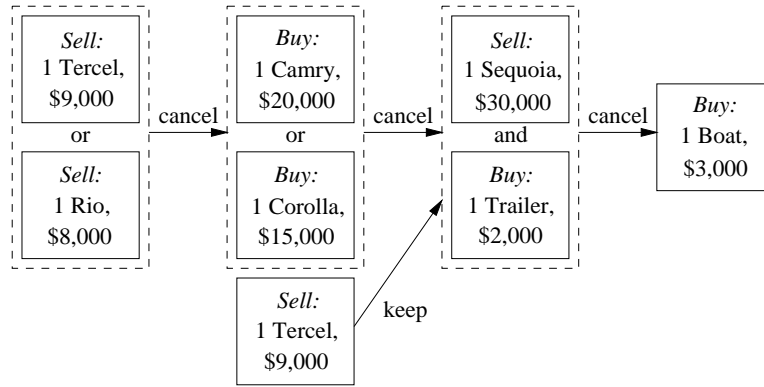 Sell:
1 Tercel,
$9,000
or
Sell:
1 Rio,
$8,000
cancel
Buy:
1 Camry,
$20,000
or
Buy:
1 Corolla,
$15,000
Sell:
1 Tercel,
$9,000
cancel
keep
Sell:
1 Sequoia,
$30,000
and
Buy:
1 Trailer,
$2,000
cancel
Buy:
1 Boat,
$3,000